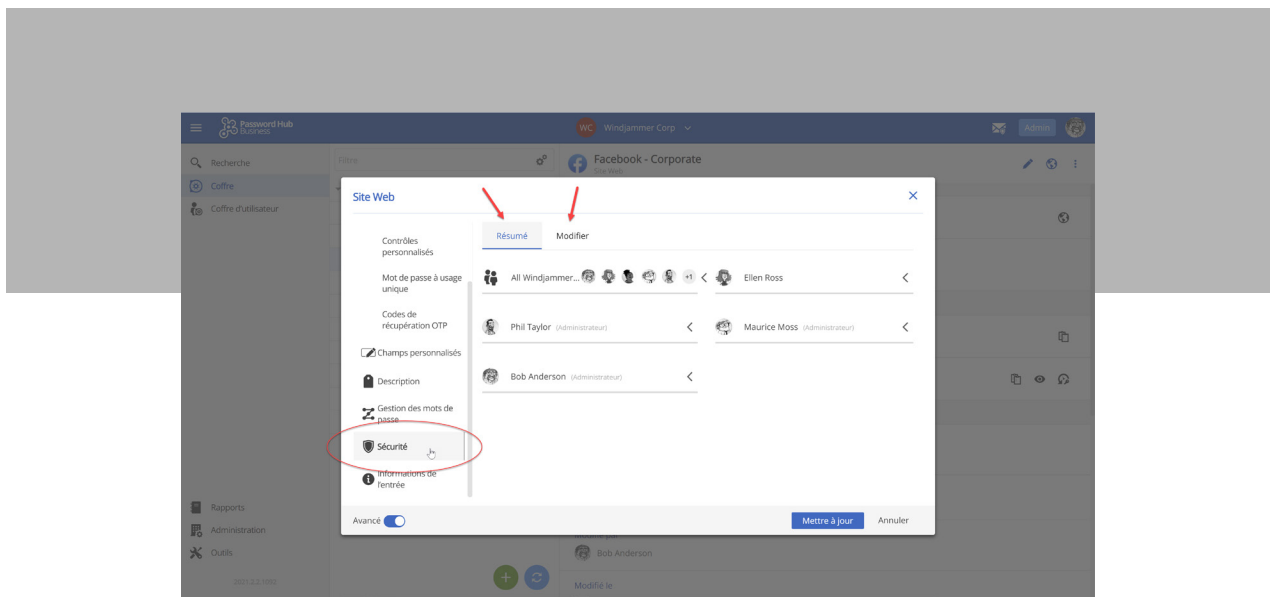 Password Hub
Business
WC Windjammer Corp
Admin
Recherche
Filtre
Facebook - Corporate
Site Web
Coffre
Coffre d'utilisateur
Site Web
Résumé Modifier
Contrôles
personnalisés
Mot de passe à usage
unique
Codes de
récupération OTP
Champs personnalisés
Description
Gestion des mots de
passe
Sécurité
Informations de
l'entrée
All Windjammer... +1
Ellen Ross
Phil Taylor (Administrateur)
Maurice Moss (Administrateur)
Bob Anderson (Administrateur)
Avancé
Mettre à jour Annuler
Rapports
Administration
Outils
Bob Anderson
Modifié le